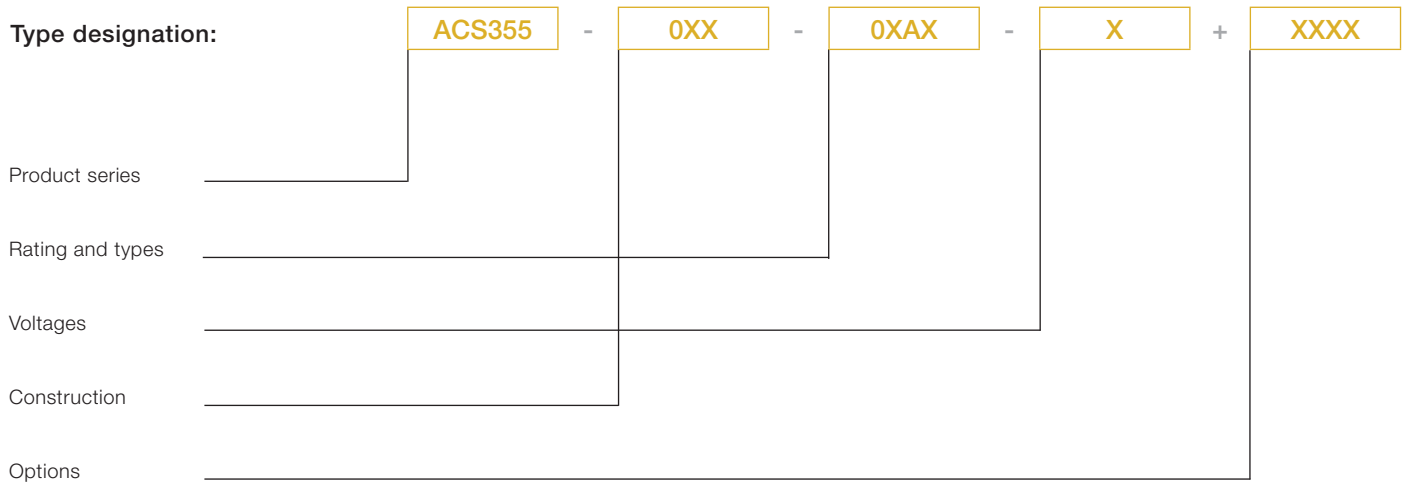 Type designation: ACS355 - 0XX - 0XAX - X + XXXX
Product series
Rating and types
Voltages
Construction
Options